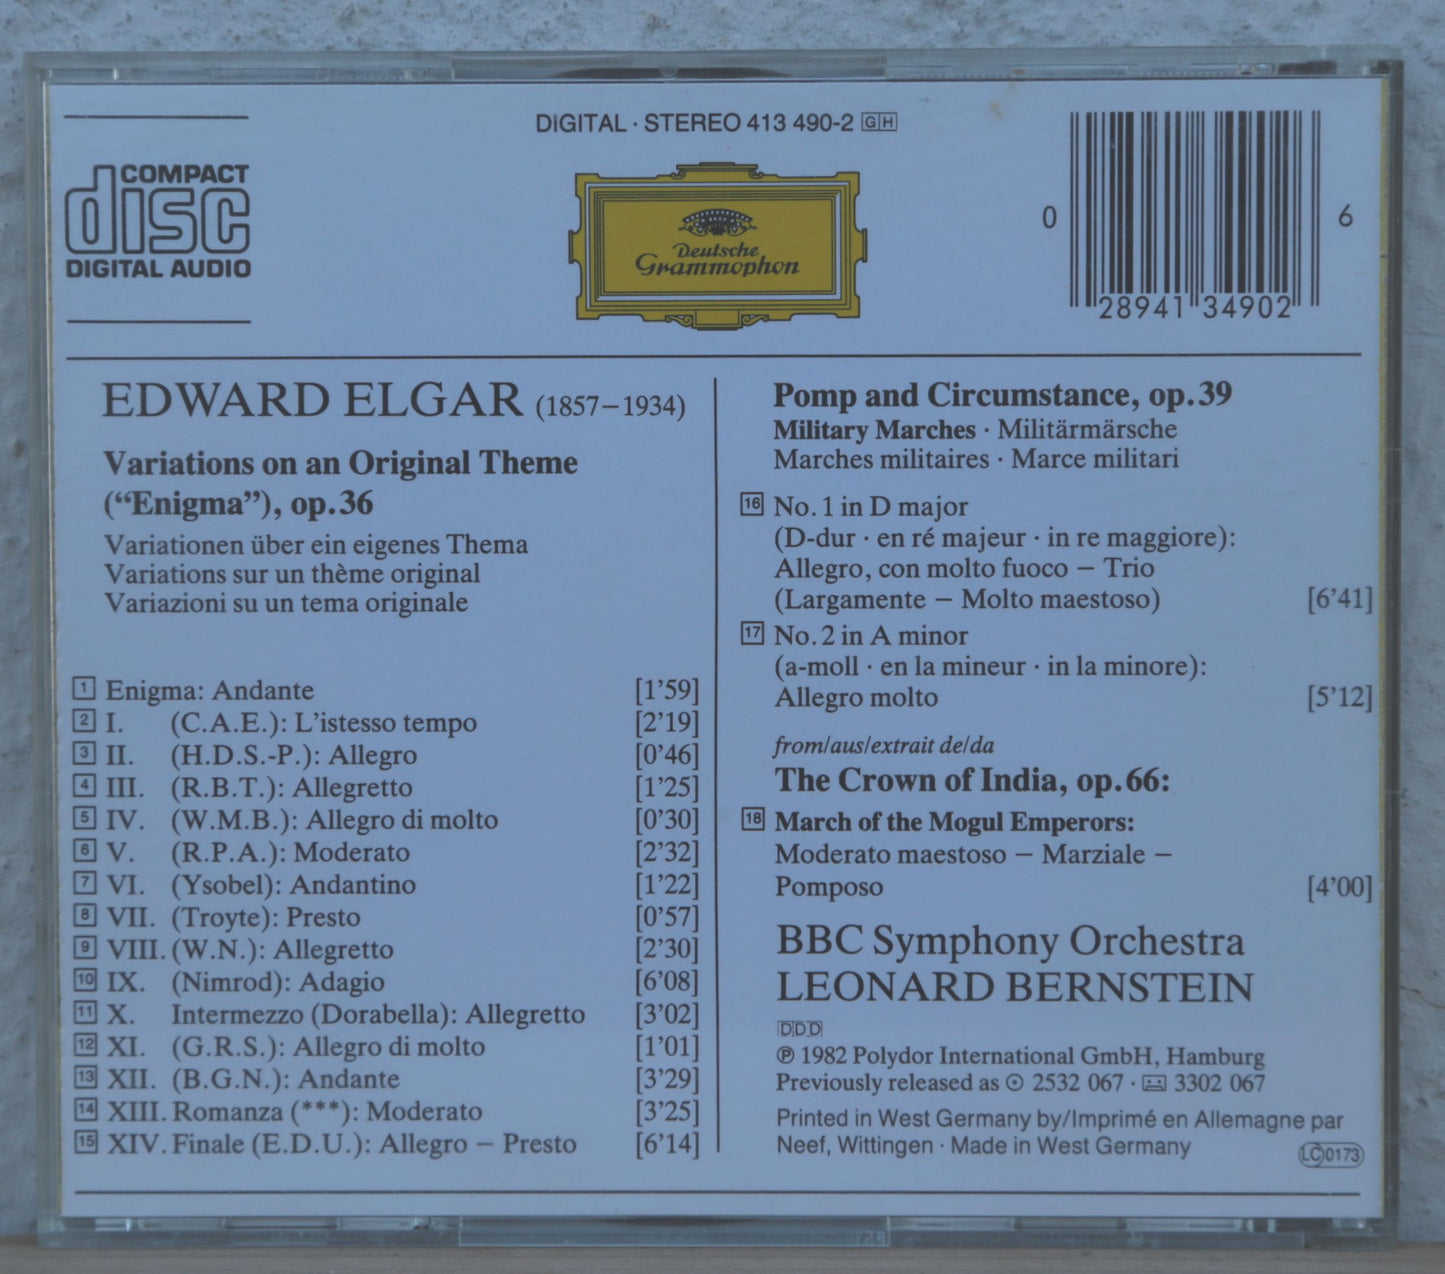 DIGITAL · STEREO 413 490-2 GH
COMPACT
disc
DIGITAL AUDIO
Deutsche
Grammophon
0 28941 34902 6
EDWARD ELGAR (1857–1934)
Variations on an Original Theme
(“Enigma”), op. 36
Variationen über ein eigenes Thema
Variations sur un thème original
Variazioni su un tema originale
1 Enigma: Andante [1’59]
2 I. (C.A.E.): L’istesso tempo [2’19]
3 II. (H.D.S.-P.): Allegro [0’46]
4 III. (R.B.T.): Allegretto [1’25]
5 IV. (W.M.B.): Allegro di molto [0’30]
6 V. (R.P.A.): Moderato [2’32]
7 VI. (Ysobel): Andantino [1’22]
8 VII. (Troyte): Presto [0’57]
9 VIII. (W.N.): Allegretto [2’30]
10 IX. (Nimrod): Adagio [6’08]
11 X. Intermezzo (Dorabella): Allegretto [3’02]
12 XI. (G.R.S.): Allegro di molto [1’01]
13 XII. (B.G.N.): Andante [3’29]
14 XIII. Romanza (***): Moderato [3’25]
15 XIV. Finale (E.D.U.): Allegro – Presto [6’14]
Pomp and Circumstance, op. 39
Military Marches · Militärmärsche
Marches militaires · Marce militari
16 No. 1 in D major
(D-dur · en ré majeur · in re maggiore):
Allegro, con molto fuoco – Trio
(Largamente – Molto maestoso) [6’41]
17 No. 2 in A minor
(a-moll · en la mineur · in la minore):
Allegro molto [5’12]
from/aus/extrait de/da
The Crown of India, op. 66:
18 March of the Mogul Emperors:
Moderato maestoso – Marziale –
Pomposo [4’00]
BBC Symphony Orchestra
LEONARD BERNSTEIN
DDD
℗ 1982 Polydor International GmbH, Hamburg
Previously released as 2532 067 · 3302 067
Printed in West Germany by/Imprimé en Allemagne par
Neef, Wittingen · Made in West Germany
LC 0173